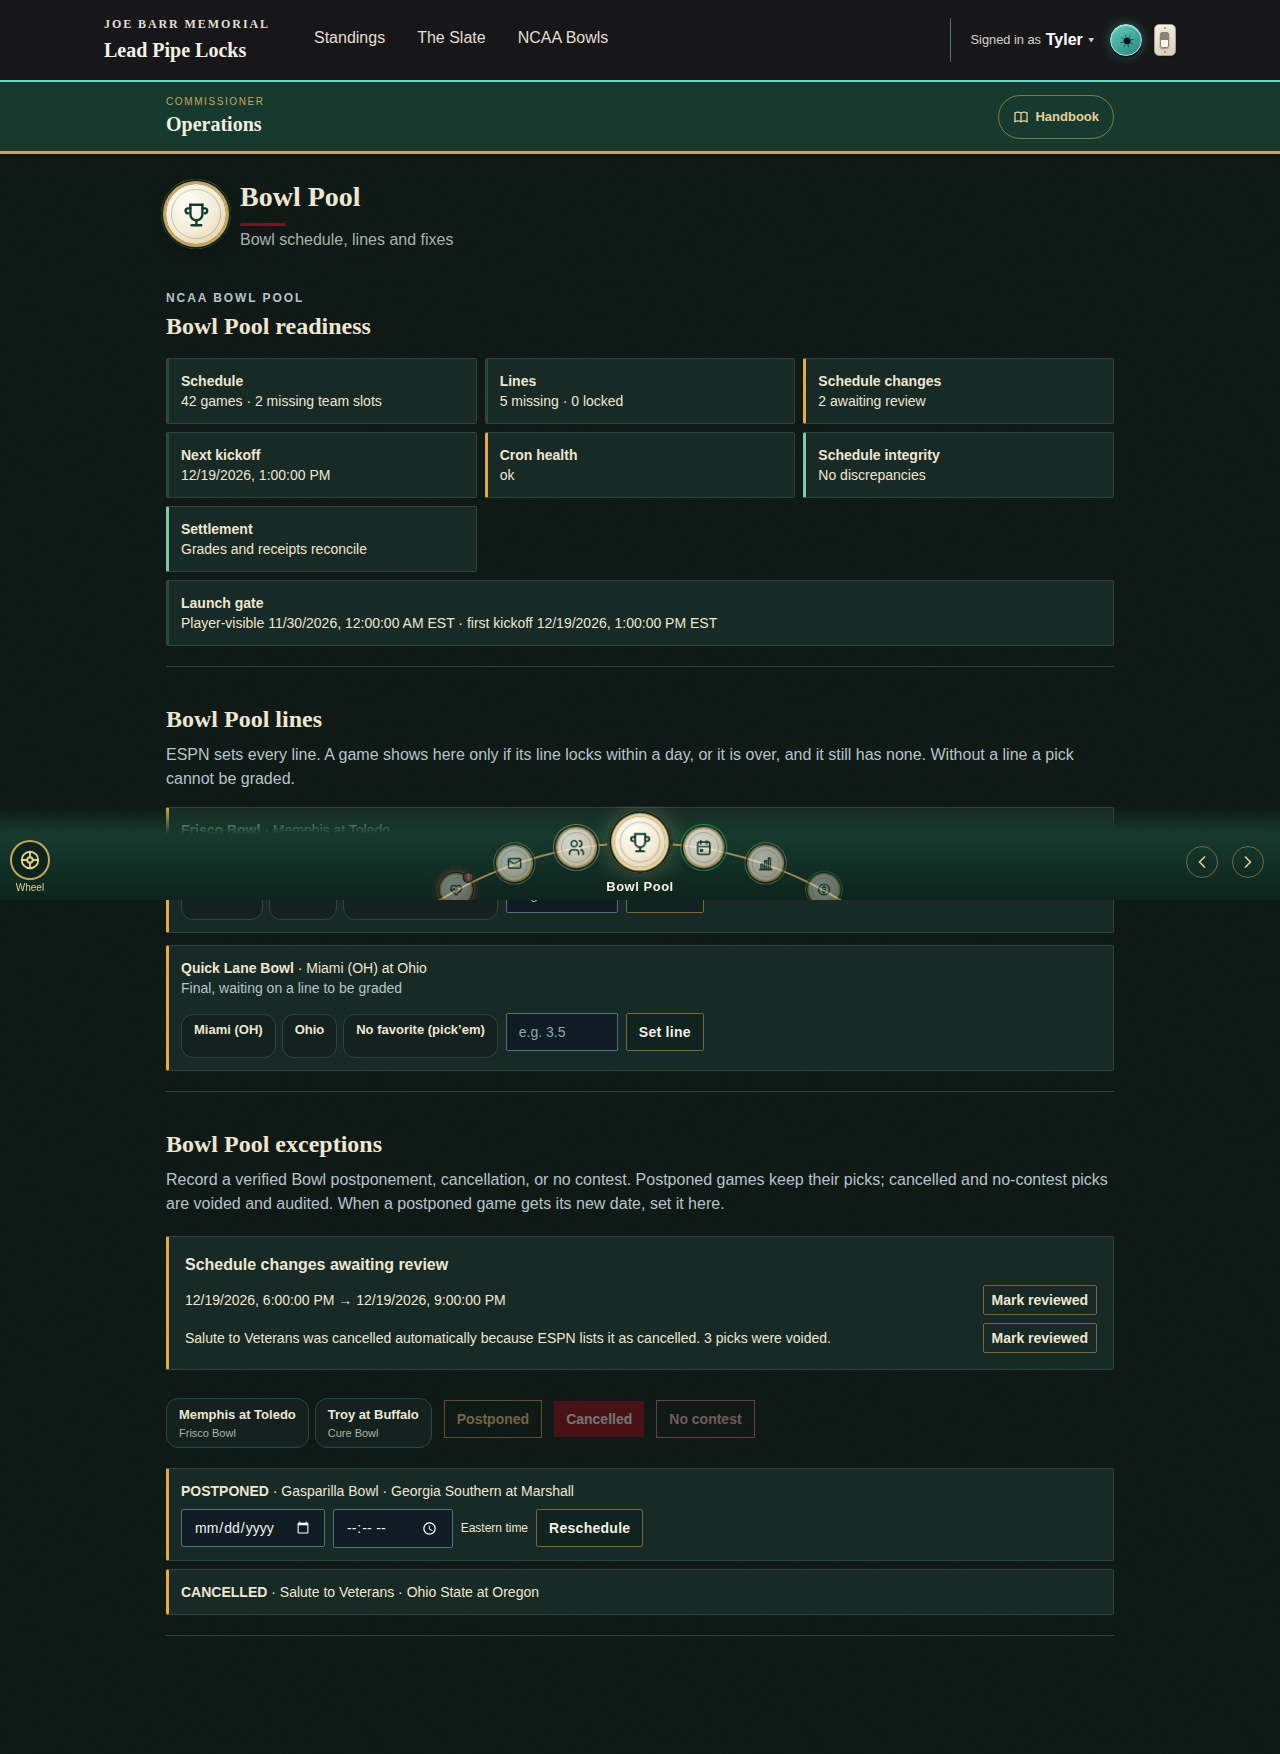 JOE BARR MEMORIAL
Lead Pipe Locks
Standings
The Slate
NCAA Bowls
Signed in as Tyler
COMMISSIONER
Operations
Handbook
Bowl Pool
Bowl schedule, lines and fixes
NCAA BOWL POOL
Bowl Pool readiness
Schedule
42 games · 2 missing team slots
Lines
5 missing · 0 locked
Schedule changes
2 awaiting review
Next kickoff
12/19/2026, 1:00:00 PM
Cron health
ok
Schedule integrity
No discrepancies
Settlement
Grades and receipts reconcile
Launch gate
Player-visible 11/30/2026, 12:00:00 AM EST · first kickoff 12/19/2026, 1:00:00 PM EST
Bowl Pool lines
ESPN sets every line. A game shows here only if its line locks within a day, or it is over, and it still has none. Without a line a pick
cannot be graded.
Frisco Bowl · Memphis at Toledo
Wheel
Bowl Pool
Quick Lane Bowl · Miami (OH) at Ohio
Final, waiting on a line to be graded
Miami (OH)
Ohio
No favorite (pick’em)
e.g. 3.5
Set line
Bowl Pool exceptions
Record a verified Bowl postponement, cancellation, or no contest. Postponed games keep their picks; cancelled and no-contest picks
are voided and audited. When a postponed game gets its new date, set it here.
Schedule changes awaiting review
12/19/2026, 6:00:00 PM → 12/19/2026, 9:00:00 PM
Mark reviewed
Salute to Veterans was cancelled automatically because ESPN lists it as cancelled. 3 picks were voided.
Mark reviewed
Memphis at Toledo
Frisco Bowl
Troy at Buffalo
Cure Bowl
Postponed
Cancelled
No contest
POSTPONED · Gasparilla Bowl · Georgia Southern at Marshall
mm/dd/yyyy
--:-- --
Eastern time
Reschedule
CANCELLED · Salute to Veterans · Ohio State at Oregon